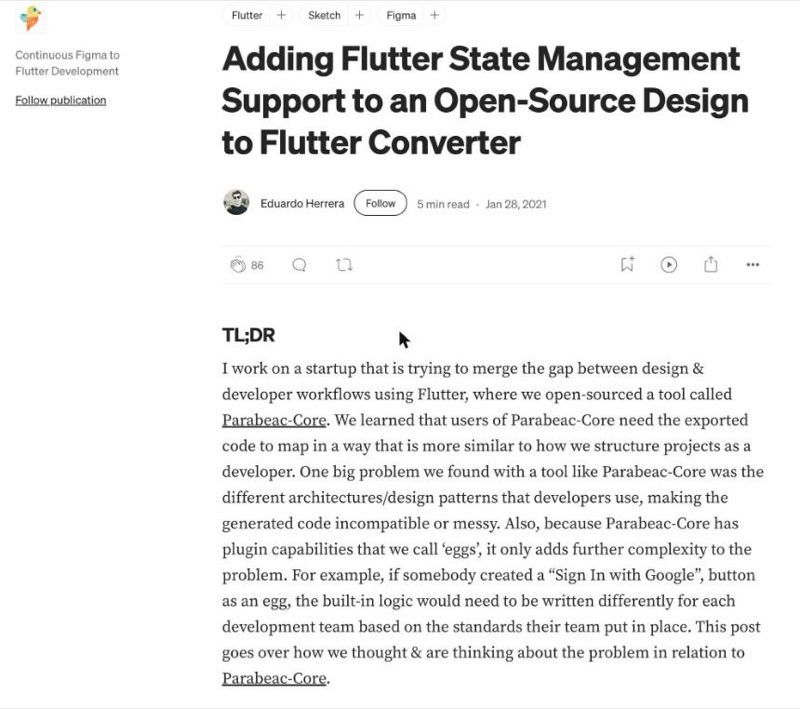 Flutter +
Sketch +
Figma +
Continuous Figma to
Flutter Development
Follow publication
Adding Flutter State Management
Support to an Open-Source Design
to Flutter Converter
Eduardo Herrera Follow 5 min read · Jan 28, 2021
86
TL;DR
I work on a startup that is trying to merge the gap between design &
developer workflows using Flutter, where we open-sourced a tool called
Parabeac-Core. We learned that users of Parabeac-Core need the exported
code to map in a way that is more similar to how we structure projects as a
developer. One big problem we found with a tool like Parabeac-Core was the
different architectures/design patterns that developers use, making the
generated code incompatible or messy. Also, because Parabeac-Core has
plugin capabilities that we call ‘eggs’, it only adds further complexity to the
problem. For example, if somebody created a “Sign In with Google”, button
as an egg, the built-in logic would need to be written differently for each
development team based on the standards their team put in place. This post
goes over how we thought & are thinking about the problem in relation to
Parabeac-Core.